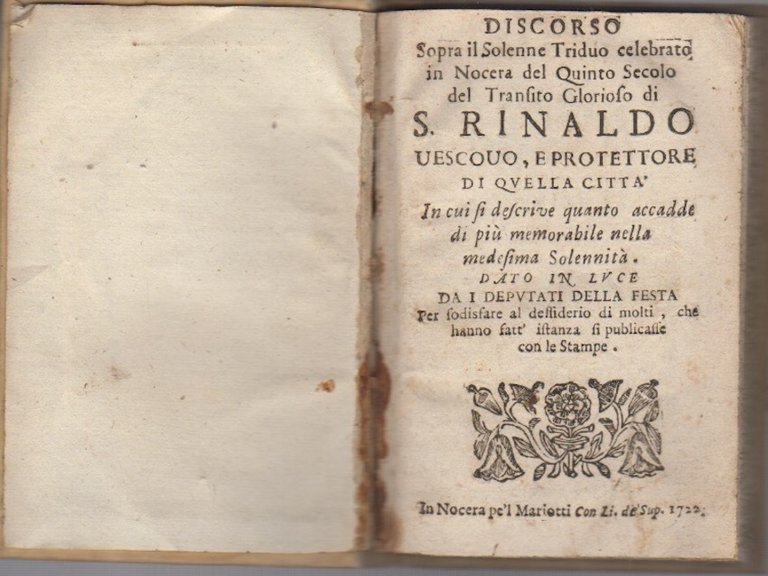 DISCORSO
Sopra il Solenne Triduo celebrato
in Nocera del Quinto Secolo
del Tranſito Glorioſo di
S. RINALDO
UESCOUO, E PROTETTORE
DI QVELLA CITTA'
In cui ſi deſcrive quanto accadde
di più memorabile nella
medeſima Solennità.
DATO IN LVCE
DA I DEPVTATI DELLA FESTA
Per ſodisfare al deſſiderio di molti, che
hanno fatt' iſtanza ſi publicaſſe
con le Stampe.
In Nocera pe'l Mariotti Con Li. de' Sup. 1722.